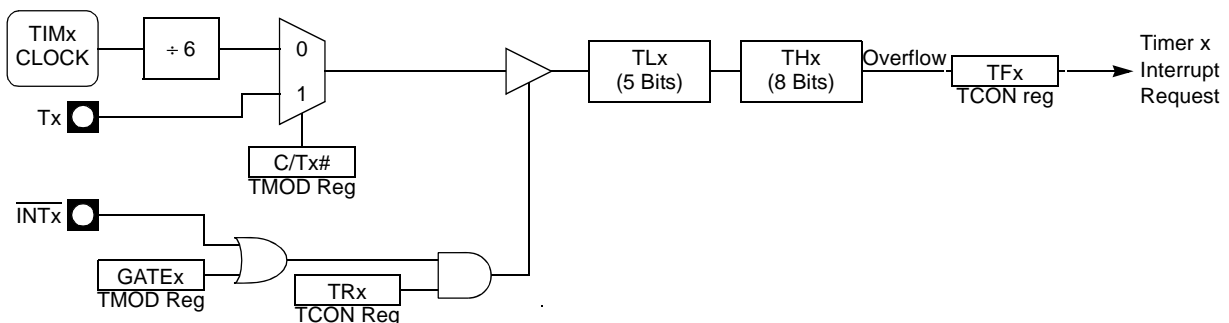 TIMx
CLOCK
÷ 6
0
1
Tx
C/Tx#
TMOD Reg
TLx
(5 Bits)
THx
(8 Bits)
Overflow
TFx
TCON reg
Timer x
Interrupt
Request
INTx
GATEx
TMOD Reg
TRx
TCON Reg